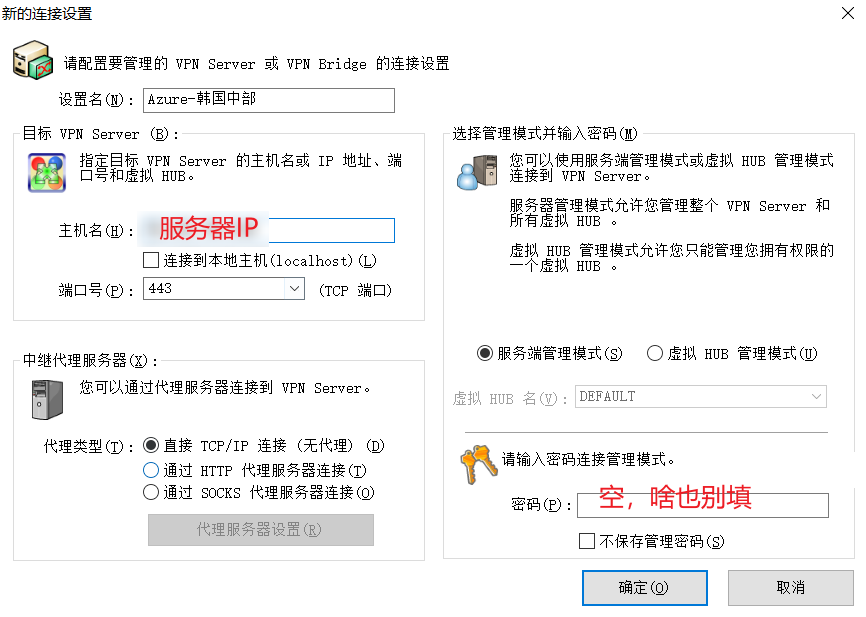 新的连接设置
请配置要管理的 VPN Server 或 VPN Bridge 的连接设置
设置名(N)：
Azure-韩国中部
目标 VPN Server (B)：
指定目标 VPN Server 的主机名或 IP 地址、端
口号和虚拟 HUB。
主机名(H)：
服务器IP
连接到本地主机(localhost)(L)
端口号(P)：
443
(TCP 端口)
中继代理服务器(X)：
您可以通过代理服务器连接到 VPN Server。
代理类型(T)：
直接 TCP/IP 连接 (无代理) (D)
通过 HTTP 代理服务器连接(T)
通过 SOCKS 代理服务器连接(O)
代理服务器设置(R)
选择管理模式并输入密码(M)
您可以使用服务端管理模式或虚拟 HUB 管理模式
连接到 VPN Server。
服务器管理模式允许您管理整个 VPN Server 和
所有虚拟 HUB 。
虚拟 HUB 管理模式允许您只能管理您拥有权限的
一个虚拟 HUB 。
服务端管理模式(S)
虚拟 HUB 管理模式(U)
虚拟 HUB 名(V)：
DEFAULT
请输入密码连接管理模式。
密码(P)：
空，啥也别填
不保存管理密码(S)
确定(O)
取消